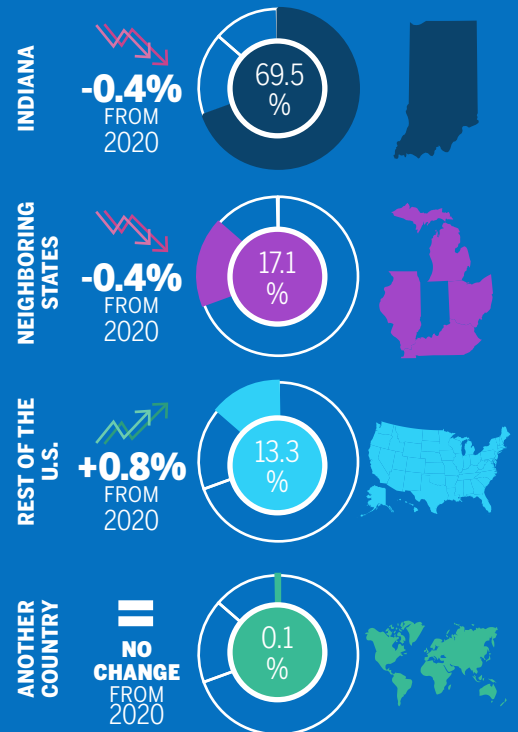 INDIANA
-0.4%
FROM
2020
69.5
%
NEIGHBORING
STATES
-0.4%
FROM
2020
17.1
%
REST OF THE
U.S.
+0.8%
FROM
2020
13.3
%
ANOTHER
COUNTRY
=
NO
CHANGE
FROM
2020
0.1
%